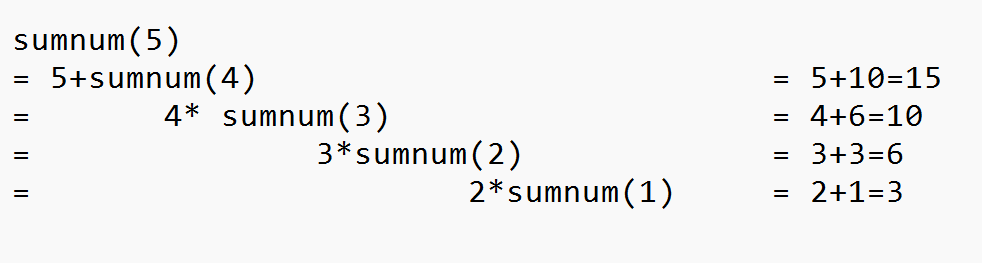 sumnum(5)
= 5+sumnum(4) = 5+10=15
= 4* sumnum(3) = 4+6=10
= 3*sumnum(2) = 3+3=6
= 2*sumnum(1) = 2+1=3